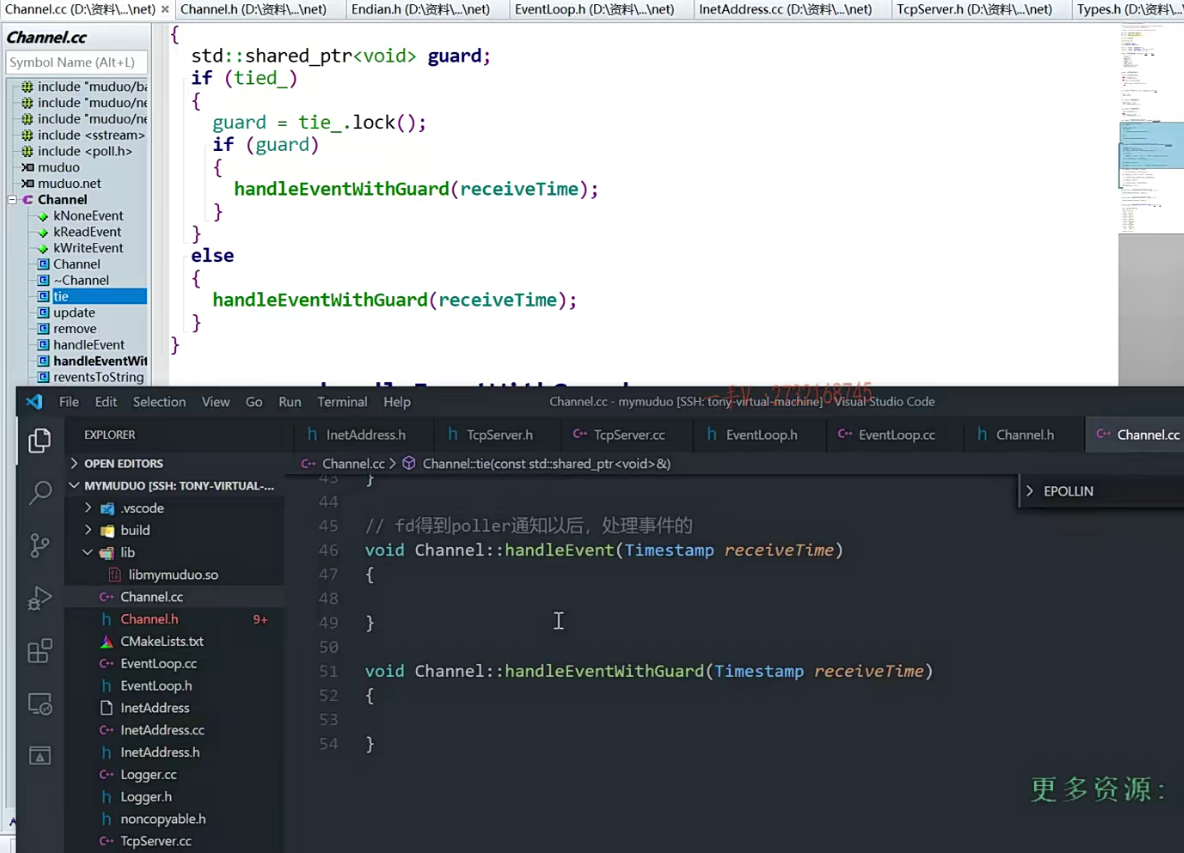 Channel.cc (D:\资料\...\net) × Channel.h (D:\资料\...\net) Endian.h (D:\资料\...\net) EventLoop.h (D:\资料\...\net) InetAddress.cc (D:\资料\...\net) TcpServer.h (D:\资料\...\net) Types.h (D:\资料\...
Channel.cc
Symbol Name (Alt+L)
include "muduo/ba
include "muduo/ne
include "muduo/ne
include <sstream>
include <poll.h>
muduo
muduo.net
Channel
kNoneEvent
kReadEvent
kWriteEvent
Channel
~Channel
tie
update
remove
handleEvent
handleEventWit
reventsToString
{
std::shared_ptr<void> guard;
if (tied_)
{
guard = tie_.lock();
if (guard)
{
handleEventWithGuard(receiveTime);
}
}
else
{
handleEventWithGuard(receiveTime);
}
}
File Edit Selection View Go Run Terminal Help
Channel.cc - mymuduo [SSH: tony-virtual-machine] - Visual Studio Code
EXPLORER
OPEN EDITORS
MYMUDUO [SSH: TONY-VIRTUAL-...
.vscode
build
lib
libmymuduo.so
Channel.cc
Channel.h 9+
CMakeLists.txt
EventLoop.cc
EventLoop.h
InetAddress
InetAddress.cc
InetAddress.h
Logger.cc
Logger.h
noncopyable.h
TcpServer.cc
InetAddress.h TcpServer.h TcpServer.cc EventLoop.h EventLoop.cc Channel.h Channel.cc
Channel.cc > Channel::tie(const std::shared_ptr<void>&)
EPOLLIN
43 }
44
45 // fd得到poller通知以后，处理事件的
46 void Channel::handleEvent(Timestamp receiveTime)
47 {
48
49 }
50
51 void Channel::handleEventWithGuard(Timestamp receiveTime)
52 {
53
54 }
更多资源：